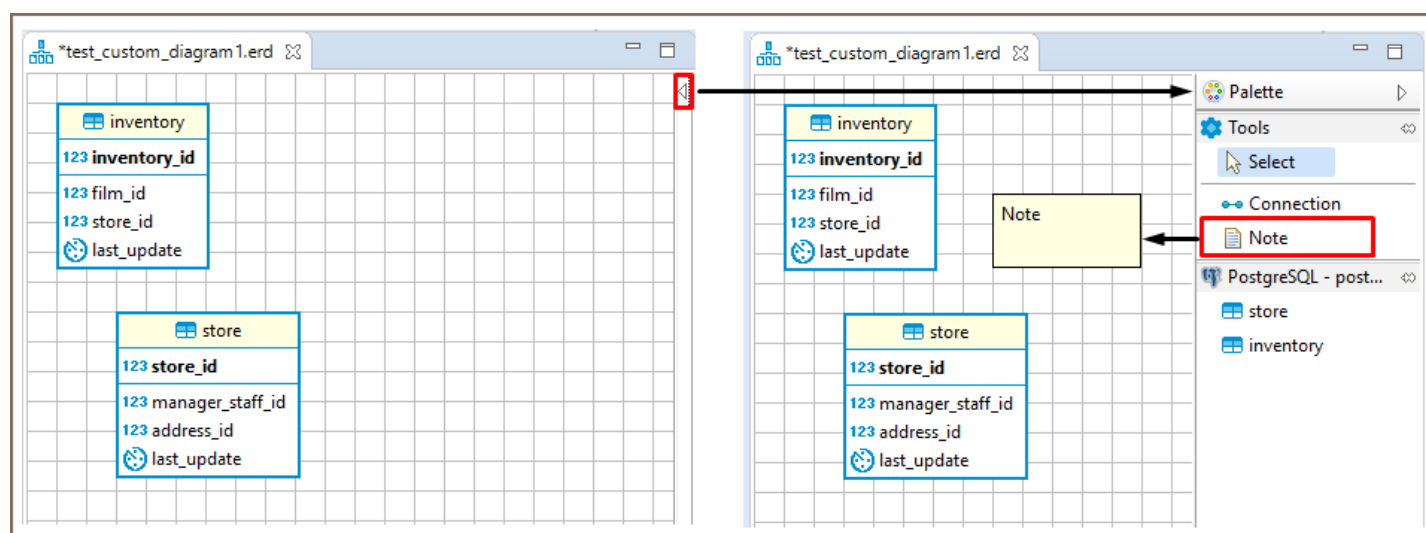 *test_custom_diagram1.erd
inventory
123 inventory_id
123 film_id
123 store_id
last_update
store
123 store_id
123 manager_staff_id
123 address_id
last_update
*test_custom_diagram1.erd
inventory
123 inventory_id
123 film_id
123 store_id
last_update
Note
store
123 store_id
123 manager_staff_id
123 address_id
last_update
Palette
Tools
Select
Connection
Note
PostgreSQL - post...
store
inventory